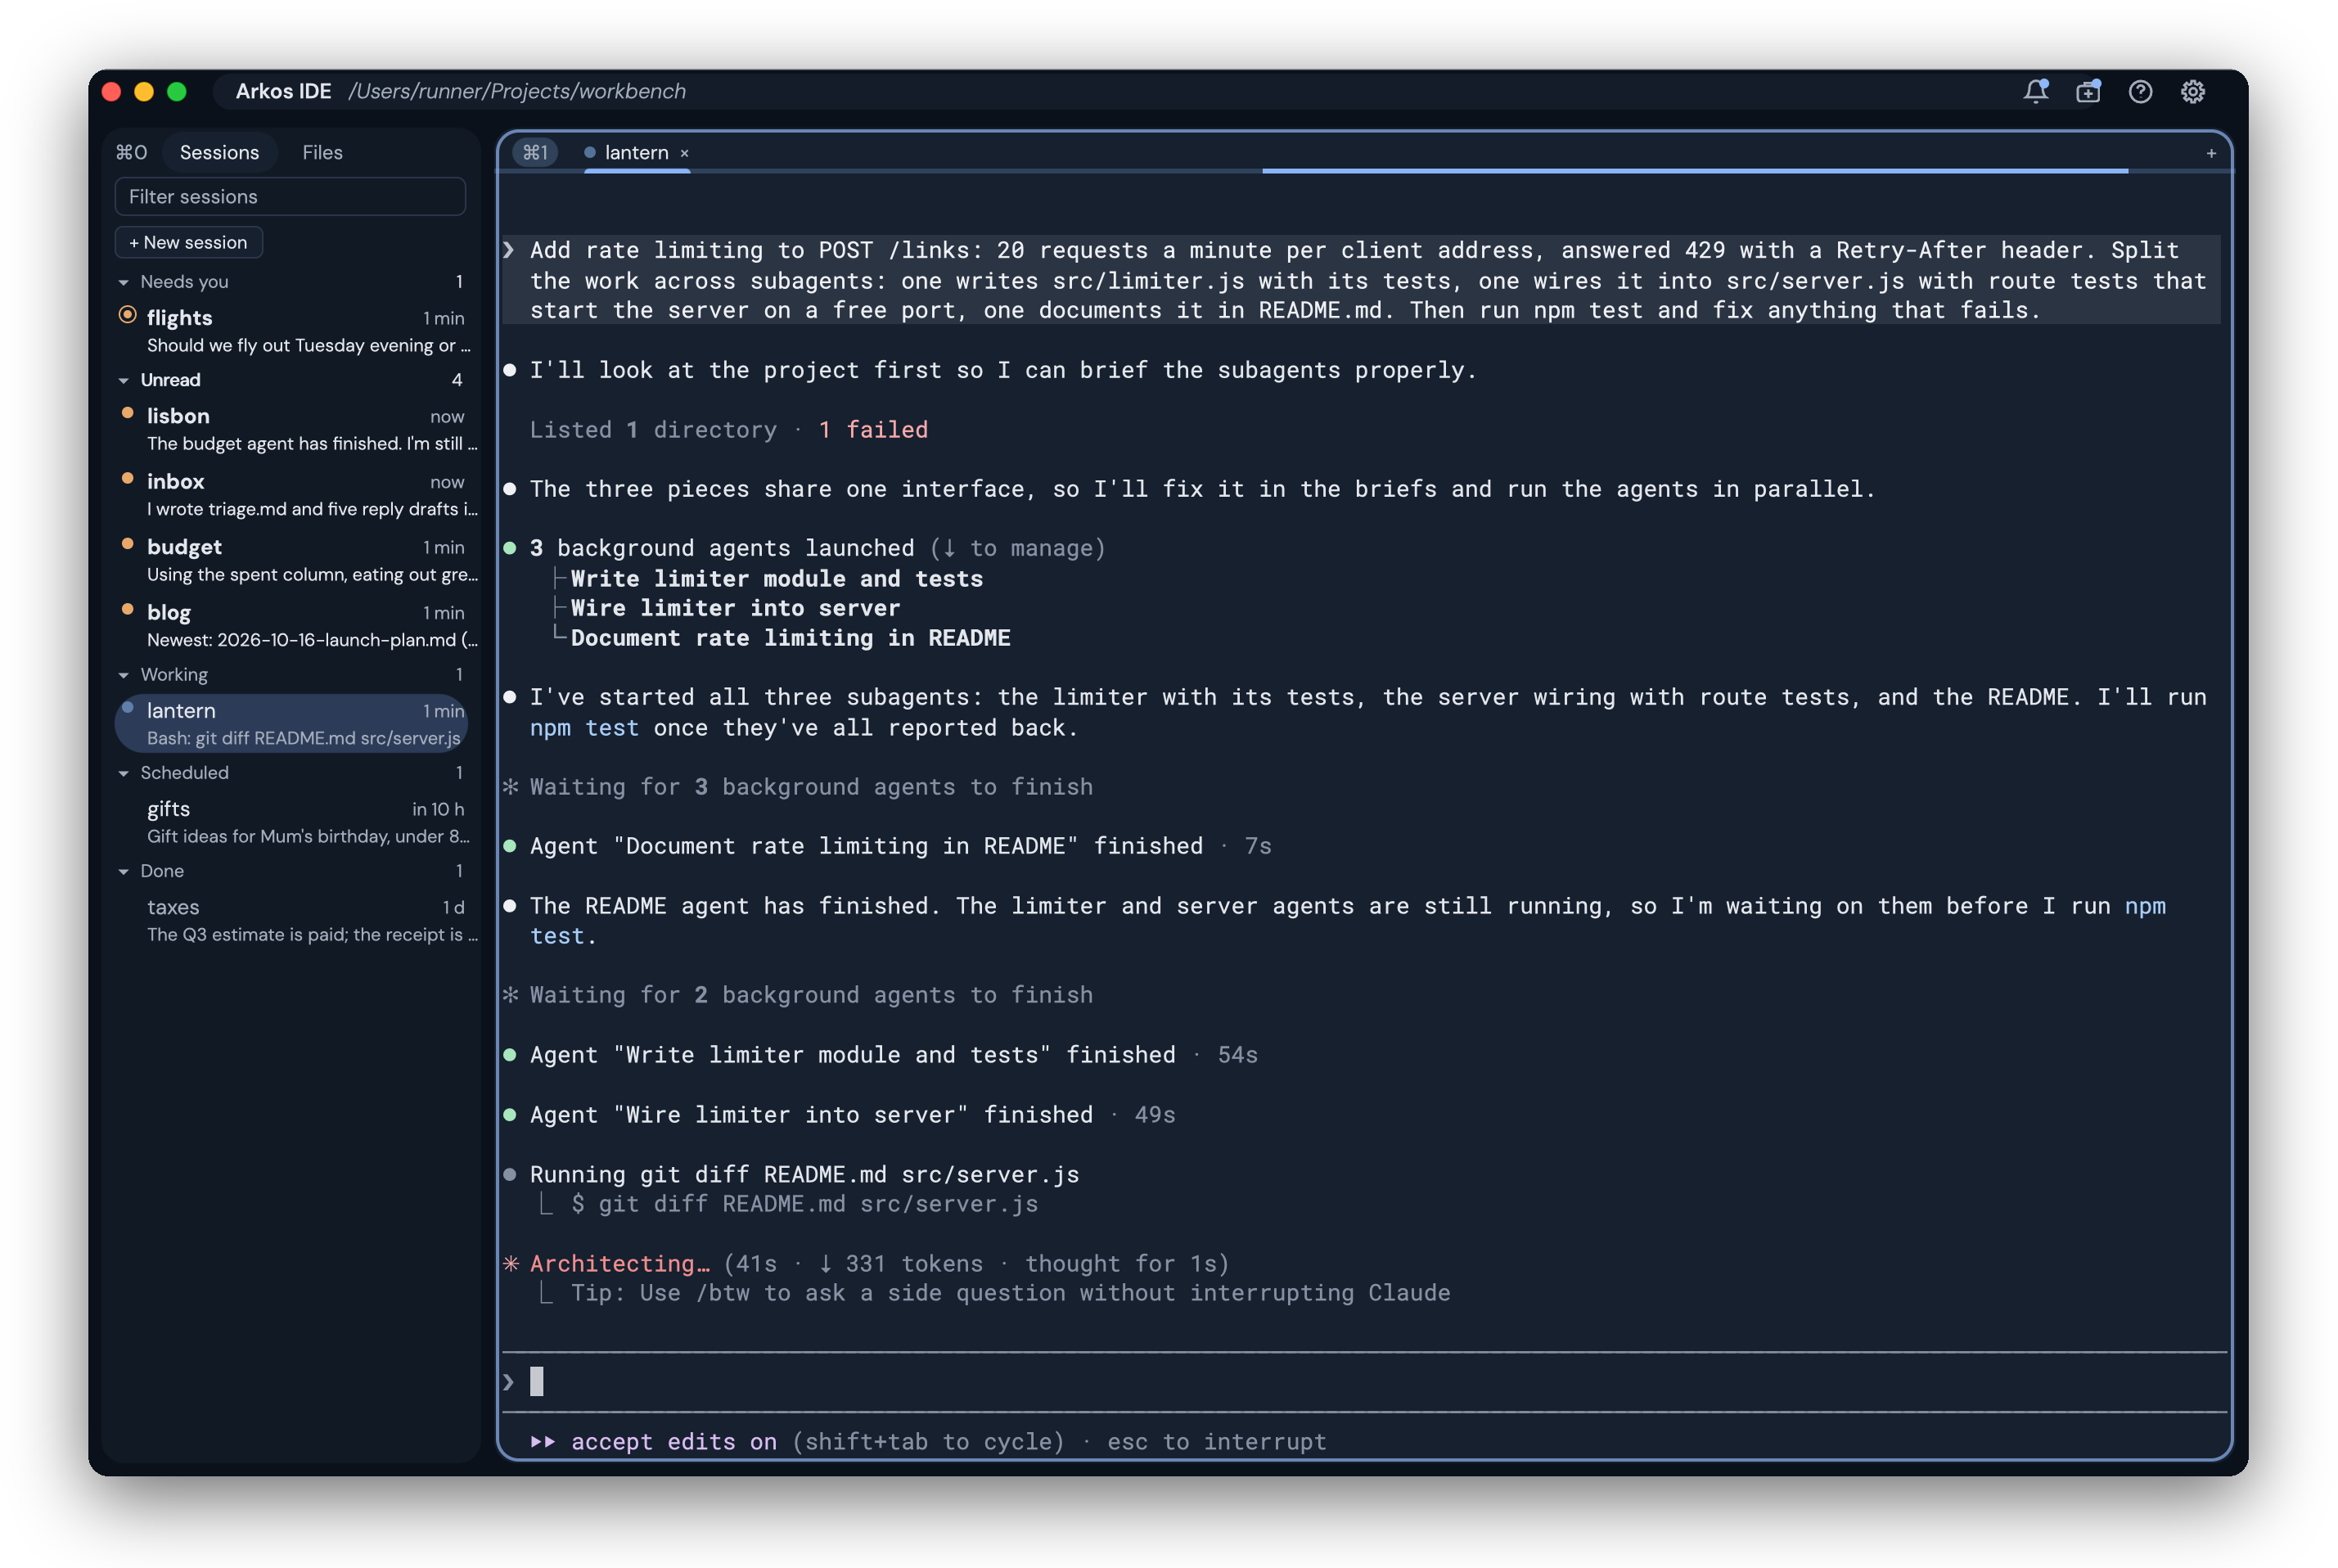 Arkos IDE /Users/runner/Projects/workbench
⌘0 Sessions Files
Filter sessions
+ New session
Needs you 1
flights 1 min
Should we fly out Tuesday evening or …
Unread 4
lisbon now
The budget agent has finished. I'm still …
inbox now
I wrote triage.md and five reply drafts i…
budget 1 min
Using the spent column, eating out gre…
blog 1 min
Newest: 2026-10-16-launch-plan.md (…
Working 1
lantern 1 min
Bash: git diff README.md src/server.js
Scheduled 1
gifts in 10 h
Gift ideas for Mum's birthday, under 8…
Done 1
taxes 1 d
The Q3 estimate is paid; the receipt is …
⌘1 lantern × +
❯ Add rate limiting to POST /links: 20 requests a minute per client address, answered 429 with a Retry-After header. Split
the work across subagents: one writes src/limiter.js with its tests, one wires it into src/server.js with route tests that
start the server on a free port, one documents it in README.md. Then run npm test and fix anything that fails.
● I'll look at the project first so I can brief the subagents properly.
Listed 1 directory · 1 failed
● The three pieces share one interface, so I'll fix it in the briefs and run the agents in parallel.
● 3 background agents launched (↓ to manage)
├ Write limiter module and tests
├ Wire limiter into server
└ Document rate limiting in README
● I've started all three subagents: the limiter with its tests, the server wiring with route tests, and the README. I'll run
npm test once they've all reported back.
✻ Waiting for 3 background agents to finish
● Agent "Document rate limiting in README" finished · 7s
● The README agent has finished. The limiter and server agents are still running, so I'm waiting on them before I run npm
test.
✻ Waiting for 2 background agents to finish
● Agent "Write limiter module and tests" finished · 54s
● Agent "Wire limiter into server" finished · 49s
● Running git diff README.md src/server.js
⎿ $ git diff README.md src/server.js
✳ Architecting… (41s · ↓ 331 tokens · thought for 1s)
⎿ Tip: Use /btw to ask a side question without interrupting Claude
❯
⏵⏵ accept edits on (shift+tab to cycle) · esc to interrupt